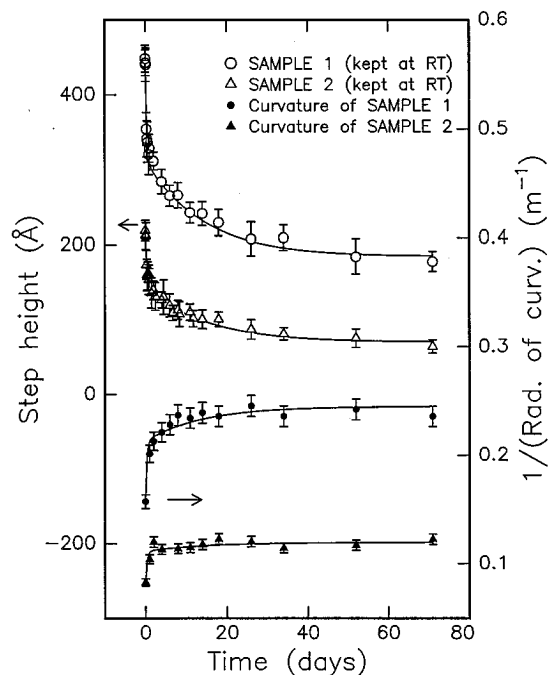 0.6
0.5
0.4
0.3
0.2
0.1
400
200
0
-200
SAMPLE 1 (kept at RT)
SAMPLE 2 (kept at RT)
Curvature of SAMPLE 1
Curvature of SAMPLE 2
Step height (Å)
1/(Rad. of curv.) (m⁻¹)
0 20 40 60 80
Time (days)